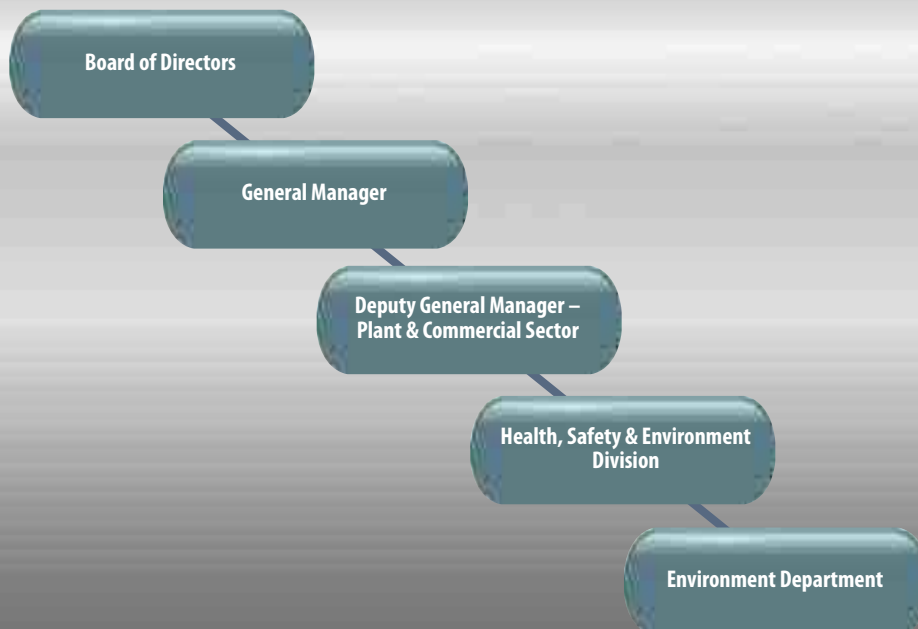 Board of Directors
General Manager
Deputy General Manager –
Plant & Commercial Sector
Health, Safety & Environment
Division
Environment Department